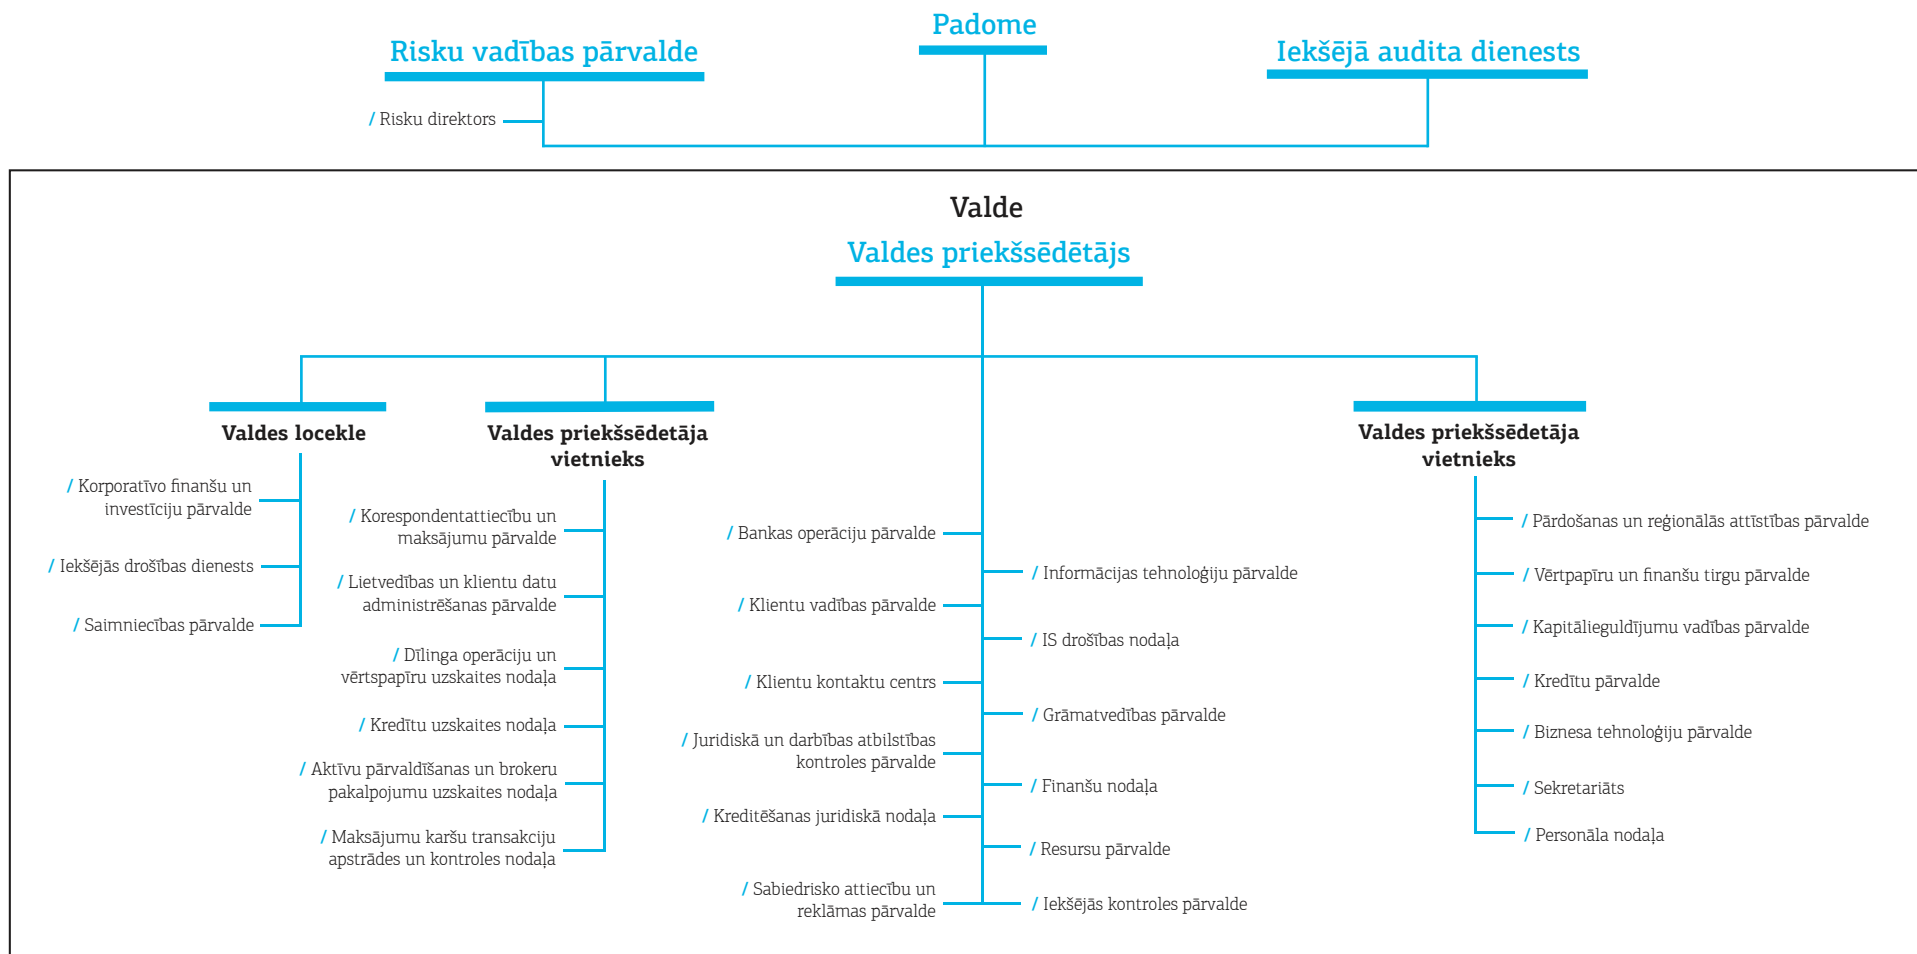 Padome
Risku vadības pārvalde
Iekšējā audita dienests
/ Risku direktors
Valde
Valdes priekšsēdētājs
Valdes locekle
/ Korporatīvo finanšu un
investīciju pārvalde
/ Iekšējās drošības dienests
/ Saimniecības pārvalde
Valdes priekšsēdetāja
vietnieks
/ Korespondentattiecību un
maksājumu pārvalde
/ Lietvedības un klientu datu
administrēšanas pārvalde
/ Dīlinga operāciju un
vērtspapīru uzskaites nodaļa
/ Kredītu uzskaites nodaļa
/ Aktīvu pārvaldīšanas un brokeru
pakalpojumu uzskaites nodaļa
/ Maksājumu karšu transakciju
apstrādes un kontroles nodaļa
/ Bankas operāciju pārvalde
/ Klientu vadības pārvalde
/ Klientu kontaktu centrs
/ Juridiskā un darbības atbilstības
kontroles pārvalde
/ Kreditēšanas juridiskā nodaļa
/ Sabiedrisko attiecību un
reklāmas pārvalde
/ Informācijas tehnoloģiju pārvalde
/ IS drošības nodaļa
/ Grāmatvedības pārvalde
/ Finanšu nodaļa
/ Resursu pārvalde
/ Iekšējās kontroles pārvalde
Valdes priekšsēdetāja
vietnieks
/ Pārdošanas un reģionālās attīstības pārvalde
/ Vērtpapīru un finanšu tirgu pārvalde
/ Kapitālieguldījumu vadības pārvalde
/ Kredītu pārvalde
/ Biznesa tehnoloģiju pārvalde
/ Sekretariāts
/ Personāla nodaļa